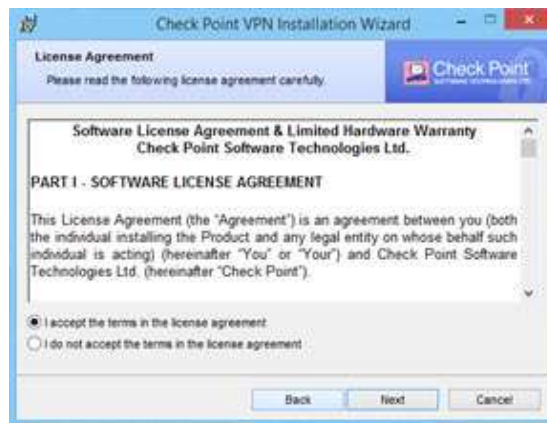 Check Point VPN Installation Wizard
License Agreement
Please read the following license agreement carefully.
Check Point
SOFTWARE TECHNOLOGIES LTD.
Software License Agreement & Limited Hardware Warranty
Check Point Software Technologies Ltd.
PART I - SOFTWARE LICENSE AGREEMENT
This License Agreement (the "Agreement") is an agreement between you (both
the individual installing the Product and any legal entity on whose behalf such
individual is acting) (hereinafter "You" or "Your") and Check Point Software
Technologies Ltd. (hereinafter "Check Point").
I accept the terms in the license agreement
I do not accept the terms in the license agreement
Back
Next
Cancel